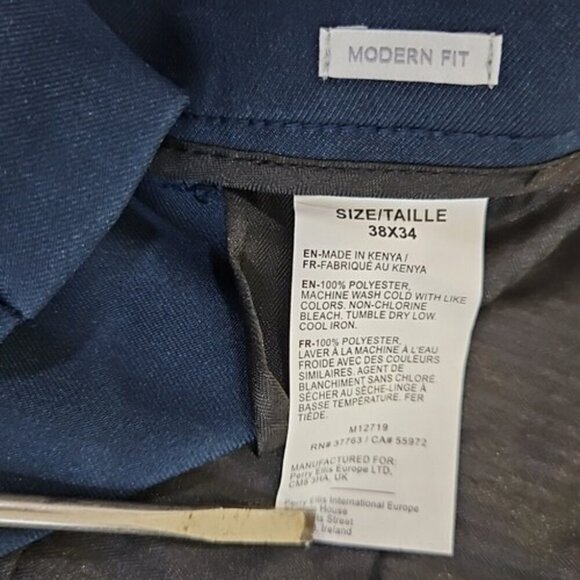 MODERN FIT
SIZE/TAILLE
38X34
EN-MADE IN KENYA /
FR-FABRIQUÉ AU KENYA
EN-100% POLYESTER,
MACHINE WASH COLD WITH LIKE
COLORS. NON-CHLORINE
BLEACH. TUMBLE DRY LOW.
COOL IRON.
FR-100% POLYESTER,
LAVER À LA MACHINE À L'EAU
FROIDE AVEC DES COULEURS
SIMILAIRES. AGENT DE
BLANCHIMENT SANS CHLORE.
SÉCHER AU SÈCHE-LINGE À
BASSE TEMPÉRATURE. FER
TIÈDE.
M12719
RN# 37763 / CA# 55972
MANUFACTURED FOR:
Perry Ellis Europe LTD,
CM8 3RA, UK
Perry Ellis International Europe
House
Street
Ireland